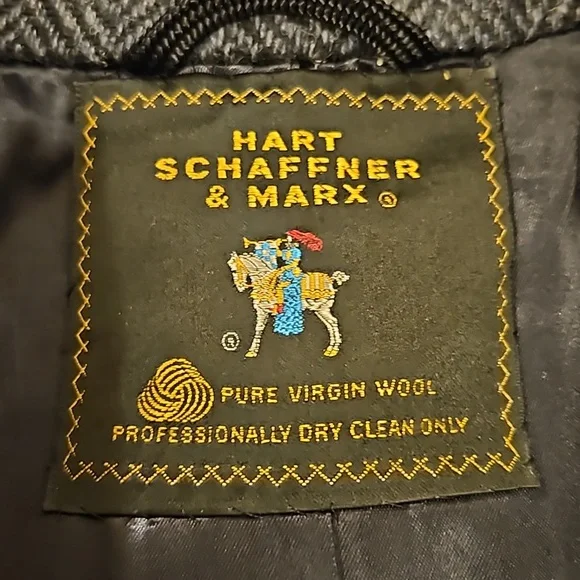 HART
SCHAFFNER
& MARX ®
®
PURE VIRGIN WOOL
PROFESSIONALLY DRY CLEAN ONLY